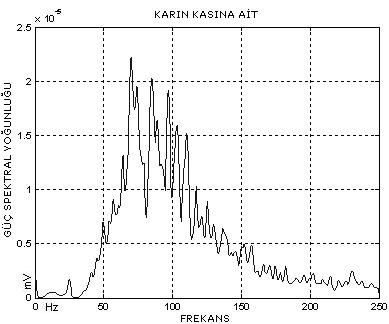 KARIN KASINA AİT
x 10⁻⁵
2.5
2
1.5
1
0.5
0
GÜÇ SPEKTRAL YOĞUNLUĞU
mV
0 Hz 50 100 150 200 250
FREKANS